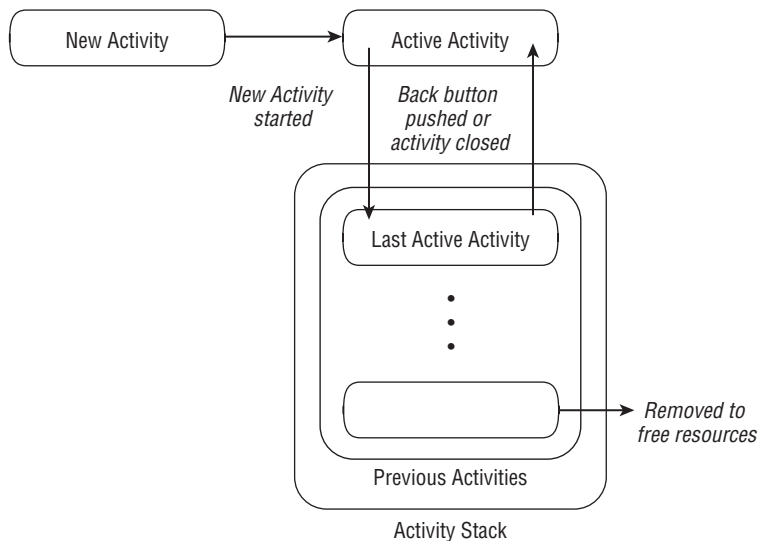 New Activity
Active Activity
New Activity
started
Back button
pushed or
activity closed
Last Active Activity
Removed to
free resources
Previous Activities
Activity Stack